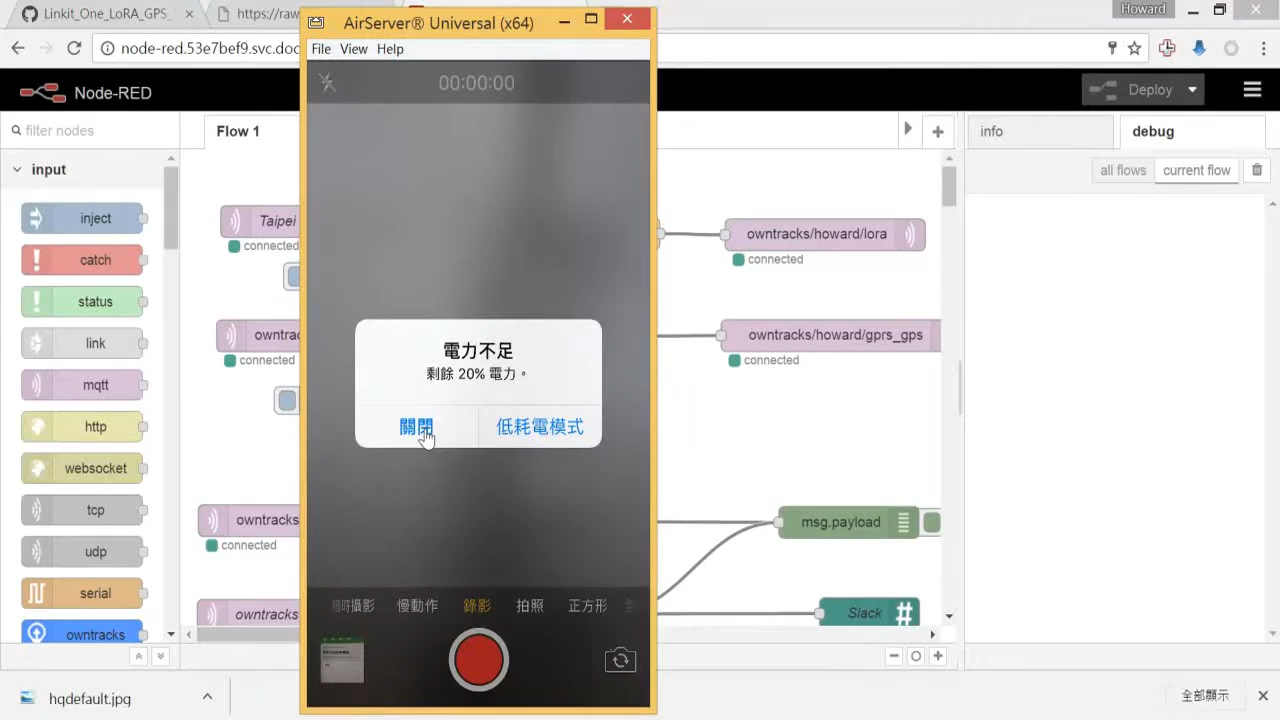 Linkit_One_LoRA_GPS_
https://raw
Howard
AirServer® Universal (x64)
node-red.53e7bef9.svc.doc
File View Help
Node-RED
Deploy
00:00:00
filter nodes
Flow 1
info
debug
all flows
current flow
input
inject
catch
status
link
mqtt
http
websocket
tcp
udp
serial
owntracks
Taipei
connected
owntrac
connected
owntracks
connected
owntracks
owntracks/howard/lora
connected
owntracks/howard/gprs_gps
connected
msg.payload
Slack
電力不足
剩餘 20% 電力。
關閉
低耗電模式
時攝影 慢動作 錄影 拍照 正方形
hqdefault.jpg
全部顯示